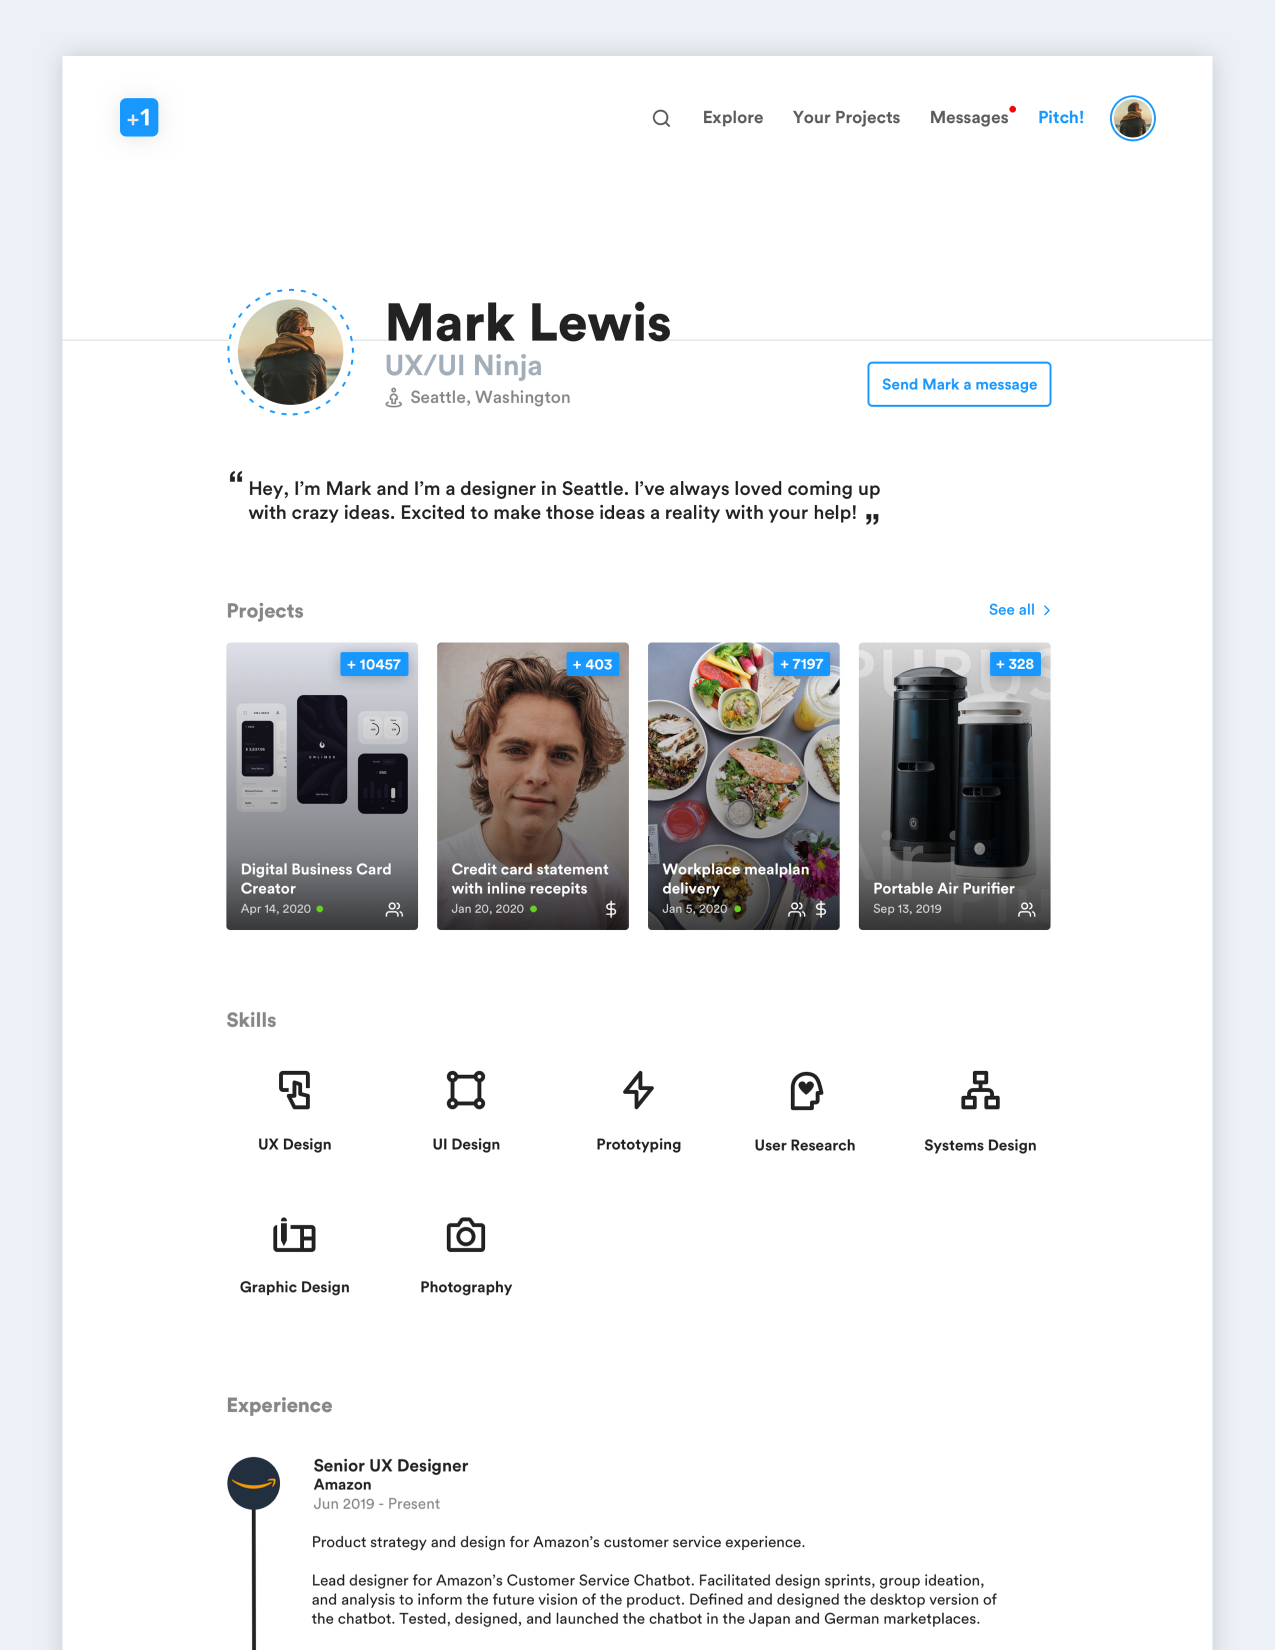 +1
Explore
Your Projects
Messages
Pitch!
Mark Lewis
UX/UI Ninja
Seattle, Washington
Send Mark a message
“ Hey, I’m Mark and I’m a designer in Seattle. I’ve always loved coming up
with crazy ideas. Excited to make those ideas a reality with your help! ”
Projects
See all >
+ 10457
Digital Business Card
Creator
Apr 14, 2020
+ 403
Credit card statement
with inline recepits
Jan 20, 2020
$
+ 7197
Workplace mealplan
delivery
Jan 5, 2020
$
PURUS
+ 328
Air
Portable Air Purifier
Sep 13, 2019
Skills
UX Design
UI Design
Prototyping
User Research
Systems Design
Graphic Design
Photography
Experience
Senior UX Designer
Amazon
Jun 2019 - Present
Product strategy and design for Amazon’s customer service experience.
Lead designer for Amazon’s Customer Service Chatbot. Facilitated design sprints, group ideation,
and analysis to inform the future vision of the product. Defined and designed the desktop version of
the chatbot. Tested, designed, and launched the chatbot in the Japan and German marketplaces.